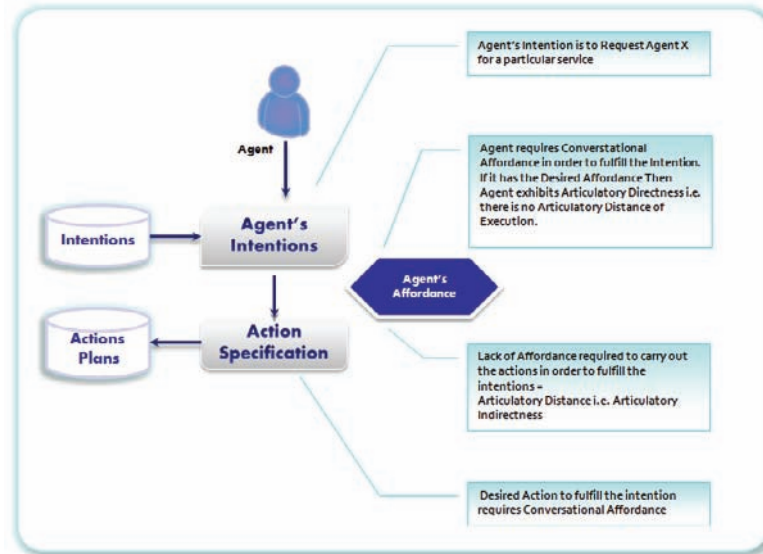 Agent's Intention is to Request Agent X
for a particular service
Agent
Agent requires Converstational
Affordance in order to fulfill the Intention.
If it has the Desired Affordance Then
Agent exhibits Articulatory Directness i.e.
there is no Articulatory Distance of
Execution.
Intentions
Agent's
Intentions
Agent's
Affordance
Actions
Plans
Action
Specification
Lack of Affordance required to carry out
the actions in order to fulfill the
intentions =
Articulatory Distance i.e. Articulatory
Indirectness
Desired Action to fulfill the intention
requires Conversational Affordance